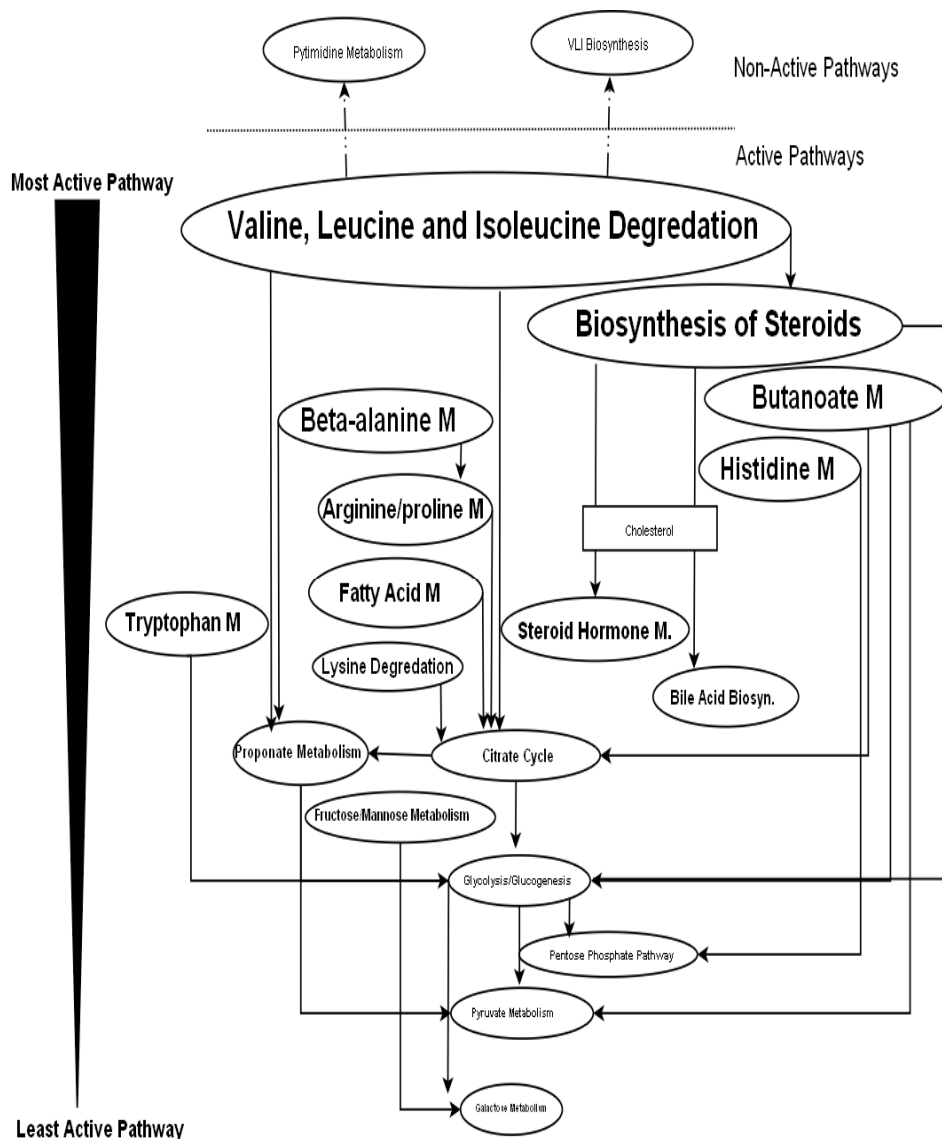 Pytimidine Metabolism
VLI Biosynthesis
Non-Active Pathways
Active Pathways
Most Active Pathway
Valine, Leucine and Isoleucine Degredation
Biosynthesis of Steroids
Butanoate M
Beta-alanine M
Histidine M
Arginine/proline M
Cholesterol
Fatty Acid M
Tryptophan M
Steroid Hormone M.
Lysine Degredation
Bile Acid Biosyn.
Proponate Metabolism
Citrate Cycle
Fructose/Mannose Metabolism
Glycolysis/Glucogenesis
Pentose Phosphate Pathway
Pyruvate Metabolism
Galactose Metabolism
Least Active Pathway